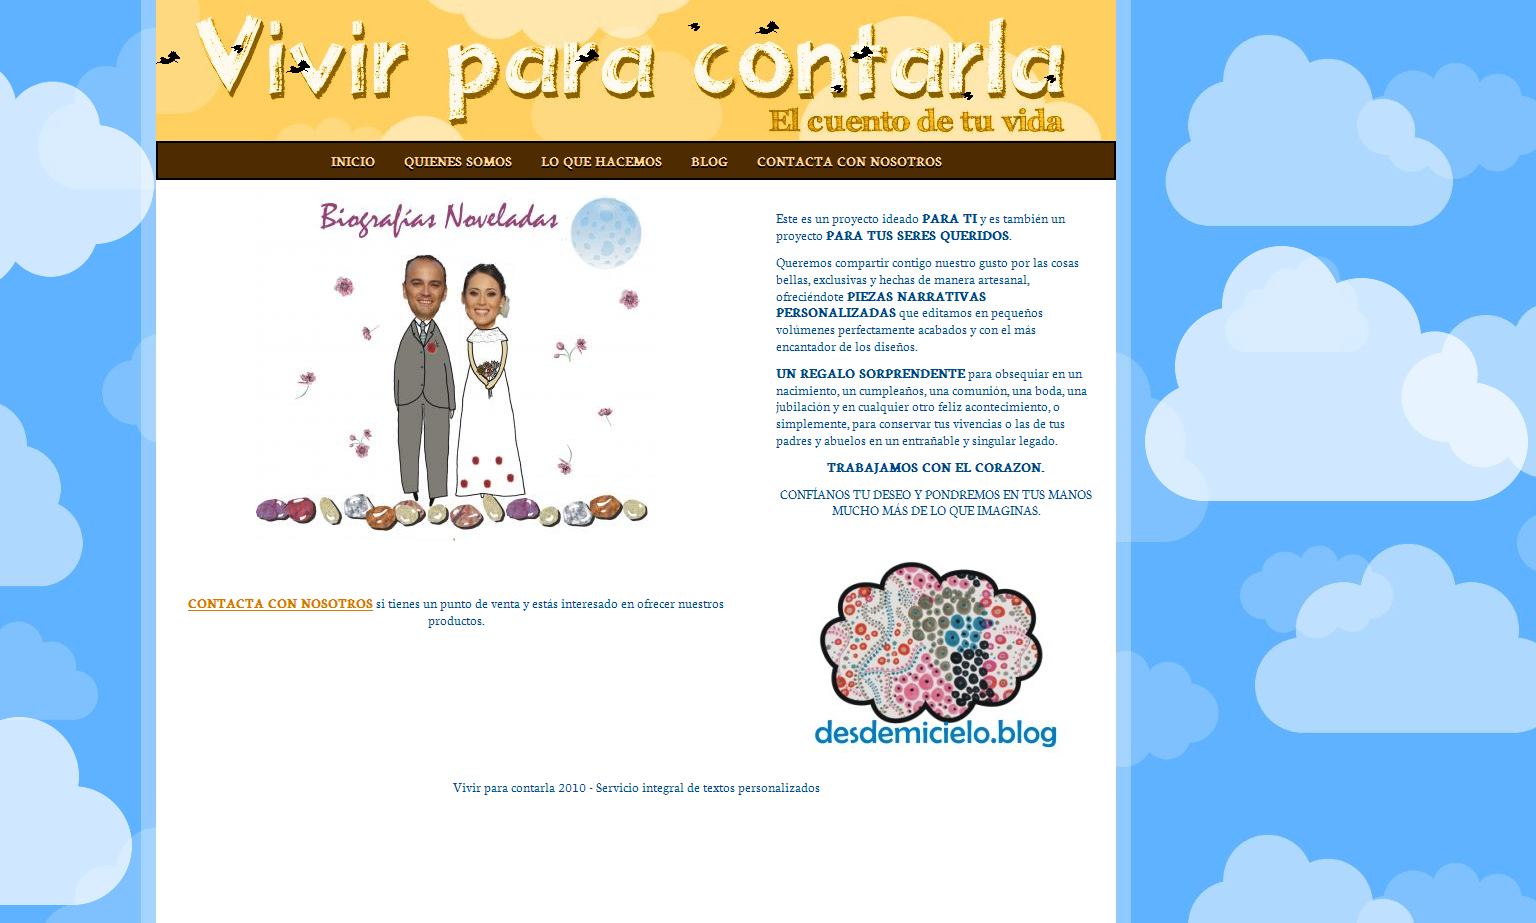 Vivir para contarla
El cuento de tu vida
INICIO QUIENES SOMOS LO QUE HACEMOS BLOG CONTACTA CON NOSOTROS
Biografías Noveladas
CONTACTA CON NOSOTROS si tienes un punto de venta y estás interesado en ofrecer nuestros
productos.
Este es un proyecto ideado PARA TI y es también un
proyecto PARA TUS SERES QUERIDOS.
Queremos compartir contigo nuestro gusto por las cosas
bellas, exclusivas y hechas de manera artesanal,
ofreciéndote PIEZAS NARRATIVAS
PERSONALIZADAS que editamos en pequeños
volúmenes perfectamente acabados y con el más
encantador de los diseños.
UN REGALO SORPRENDENTE para obsequiar en un
nacimiento, un cumpleaños, una comunión, una boda, una
jubilación y en cualquier otro feliz acontecimiento, o
simplemente, para conservar tus vivencias o las de tus
padres y abuelos en un entrañable y singular legado.
TRABAJAMOS CON EL CORAZON.
CONFÍANOS TU DESEO Y PONDREMOS EN TUS MANOS
MUCHO MÁS DE LO QUE IMAGINAS.
desdemicielo.blog
Vivir para contarla 2010 - Servicio integral de textos personalizados